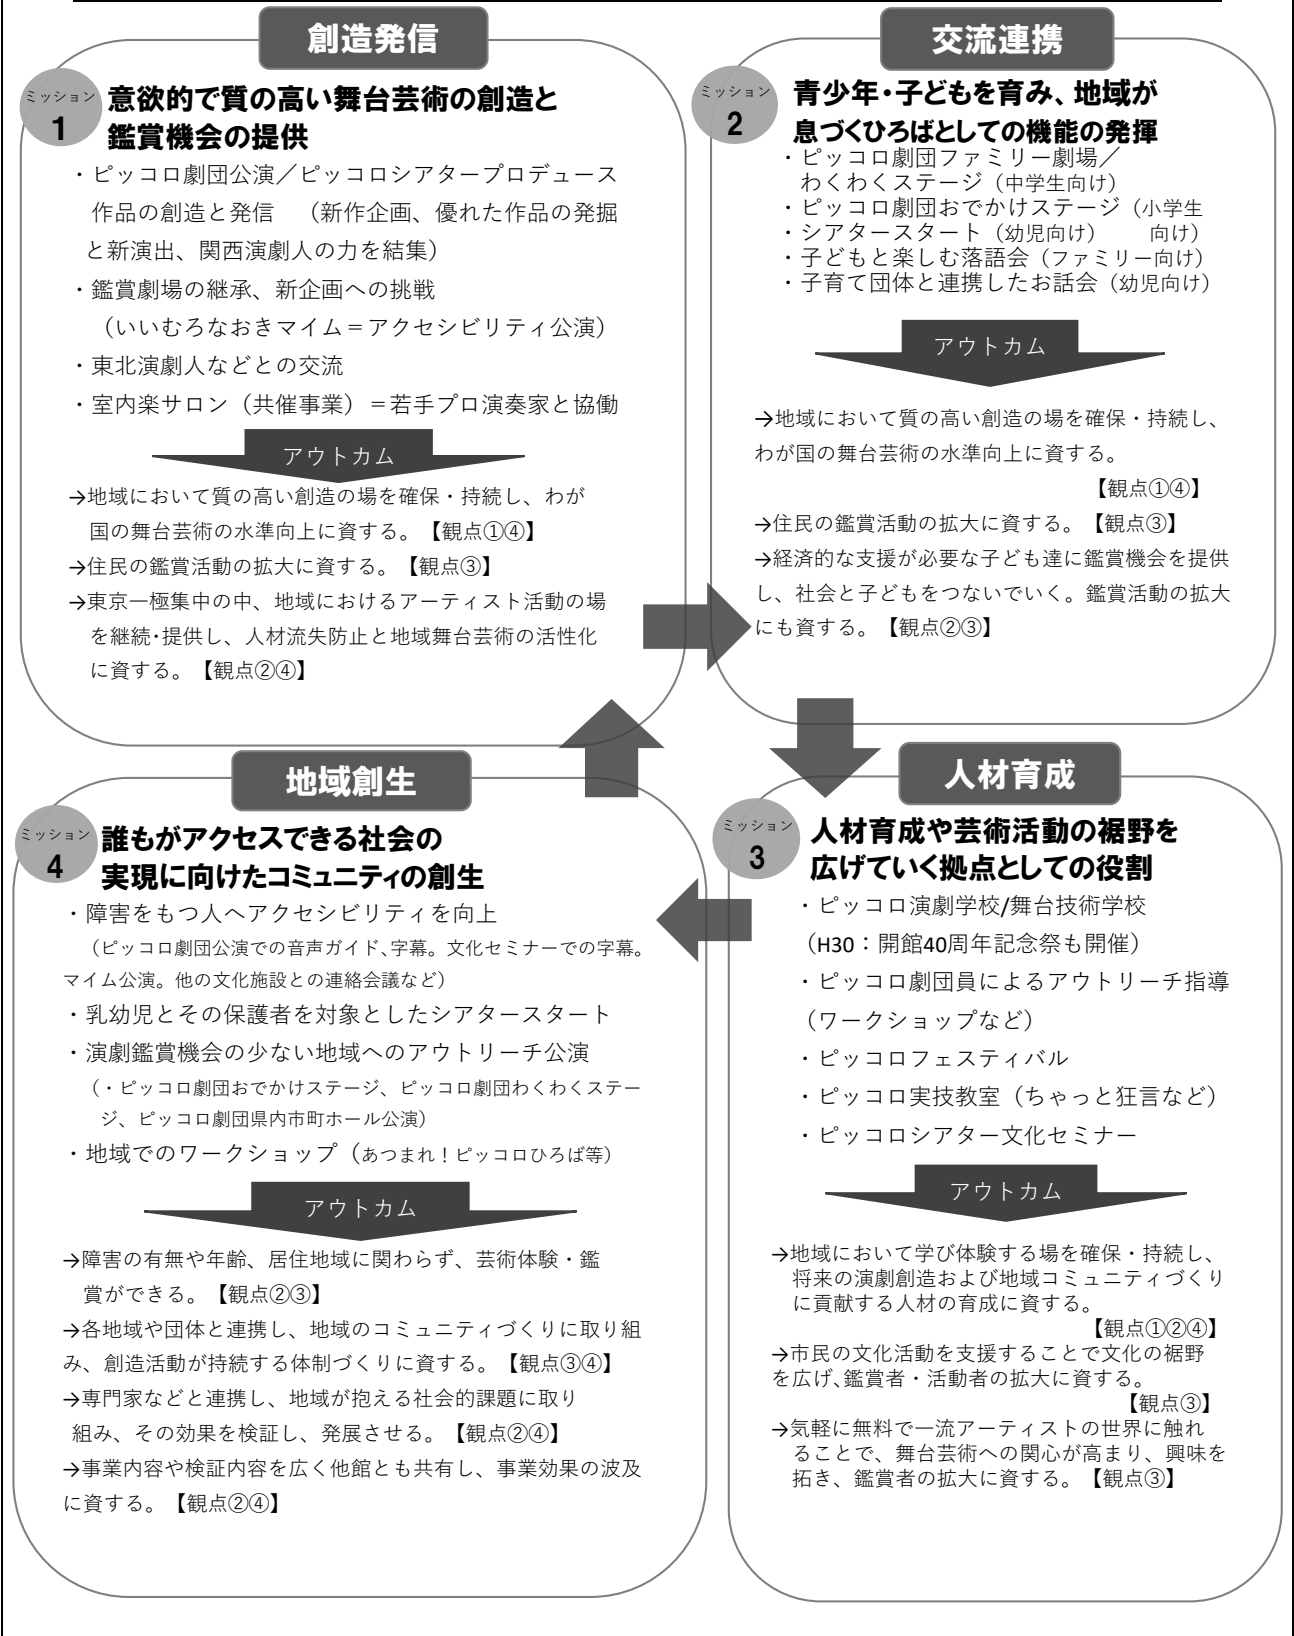 創造発信
ミッション
1
意欲的で質の高い舞台芸術の創造と
鑑賞機会の提供
・ピッコロ劇団公演／ピッコロシアタープロデュース
作品の創造と発信　（新作企画、優れた作品の発掘
と新演出、関西演劇人の力を結集）
・鑑賞劇場の継承、新企画への挑戦
（いいむろなおきマイム＝アクセシビリティ公演）
・東北演劇人などとの交流
・室内楽サロン（共催事業）＝若手プロ演奏家と協働
アウトカム
→地域において質の高い創造の場を確保・持続し、わが
国の舞台芸術の水準向上に資する。【観点①④】
→住民の鑑賞活動の拡大に資する。【観点③】
→東京一極集中の中、地域におけるアーティスト活動の場
を継続・提供し、人材流失防止と地域舞台芸術の活性化
に資する。【観点②④】
交流連携
ミッション
2
青少年・子どもを育み、地域が
息づくひろばとしての機能の発揮
・ピッコロ劇団ファミリー劇場／
わくわくステージ（中学生向け）
・ピッコロ劇団おでかけステージ（小学生
・シアタースタート（幼児向け）　　向け）
・子どもと楽しむ落語会（ファミリー向け）
・子育て団体と連携したお話会（幼児向け）
アウトカム
→地域において質の高い創造の場を確保・持続し、
わが国の舞台芸術の水準向上に資する。
【観点①④】
→住民の鑑賞活動の拡大に資する。【観点③】
→経済的な支援が必要な子ども達に鑑賞機会を提供
し、社会と子どもをつないでいく。鑑賞活動の拡大
にも資する。【観点②③】
人材育成
ミッション
3
人材育成や芸術活動の裾野を
広げていく拠点としての役割
・ピッコロ演劇学校/舞台技術学校
（H30：開館40周年記念祭も開催）
・ピッコロ劇団員によるアウトリーチ指導
（ワークショップなど）
・ピッコロフェスティバル
・ピッコロ実技教室（ちゃっと狂言など）
・ピッコロシアター文化セミナー
アウトカム
→地域において学び体験する場を確保・持続し、
将来の演劇創造および地域コミュニティづくり
に貢献する人材の育成に資する。
【観点①②④】
→市民の文化活動を支援することで文化の裾野
を広げ、鑑賞者・活動者の拡大に資する。
【観点③】
→気軽に無料で一流アーティストの世界に触れ
ることで、舞台芸術への関心が高まり、興味を
拓き、鑑賞者の拡大に資する。【観点③】
地域創生
ミッション
4
誰もがアクセスできる社会の
実現に向けたコミュニティの創生
・障害をもつ人へアクセシビリティを向上
（ピッコロ劇団公演での音声ガイド、字幕。文化セミナーでの字幕。
マイム公演。他の文化施設との連絡会議など）
・乳幼児とその保護者を対象としたシアタースタート
・演劇鑑賞機会の少ない地域へのアウトリーチ公演
（・ピッコロ劇団おでかけステージ、ピッコロ劇団わくわくステー
ジ、ピッコロ劇団県内市町ホール公演）
・地域でのワークショップ（あつまれ！ピッコロひろば等）
アウトカム
→障害の有無や年齢、居住地域に関わらず、芸術体験・鑑
賞ができる。【観点②③】
→各地域や団体と連携し、地域のコミュニティづくりに取り組
み、創造活動が持続する体制づくりに資する。【観点③④】
→専門家などと連携し、地域が抱える社会的課題に取り
組み、その効果を検証し、発展させる。【観点②④】
→事業内容や検証内容を広く他館とも共有し、事業効果の波及
に資する。【観点②④】